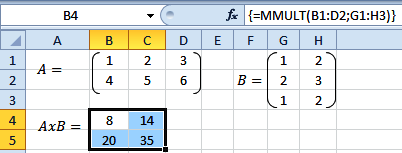 B4 fx {=MMULT(B1:D2;G1:H3)}
A B C D E F G H
1 1 2 3 1 2
A =
2 4 5 6 B = 2 3
3 1 2
4 AxB = 8 14
5 20 35